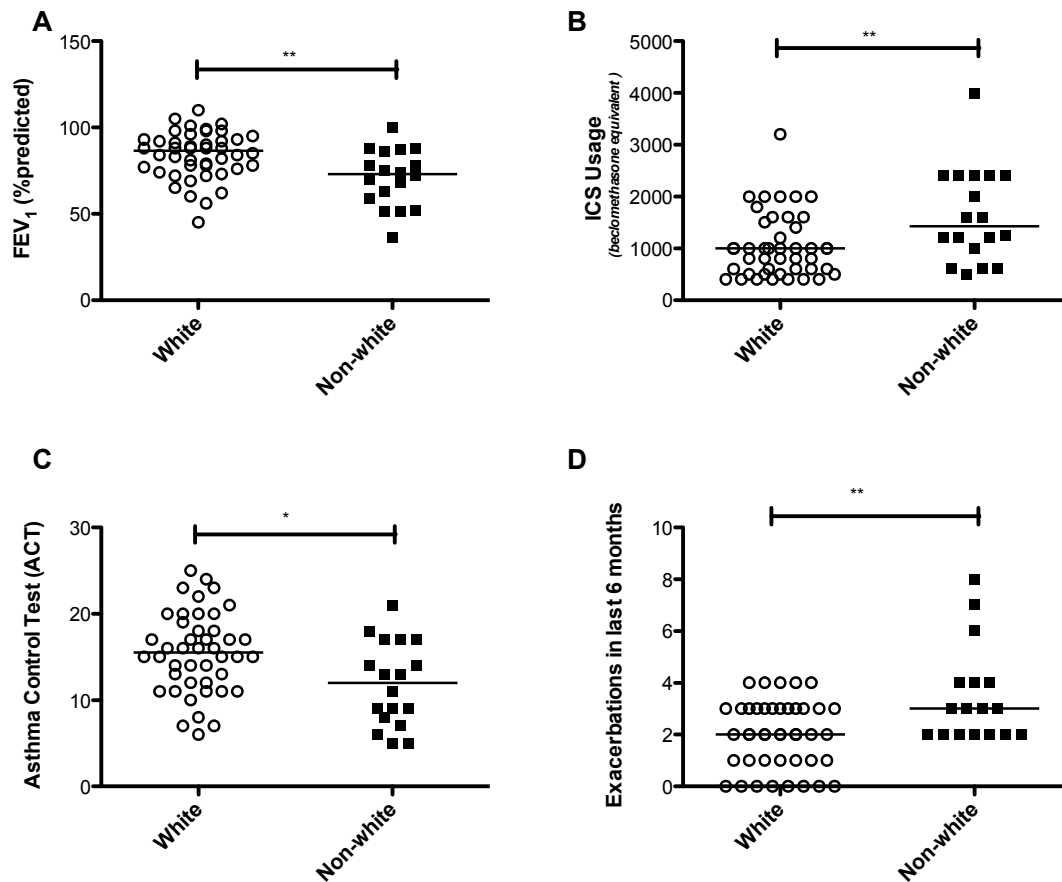 A
FEV1 (%predicted)
150
100
50
0
**
White
Non-white
B
ICS Usage
(beclomethasone equivalent )
5000
4000
3000
2000
1000
0
**
White
Non-white
C
Asthma Control Test (ACT)
30
20
10
0
*
White
Non-white
D
Exacerbations in last 6 months
10
8
6
4
2
0
**
White
Non-white